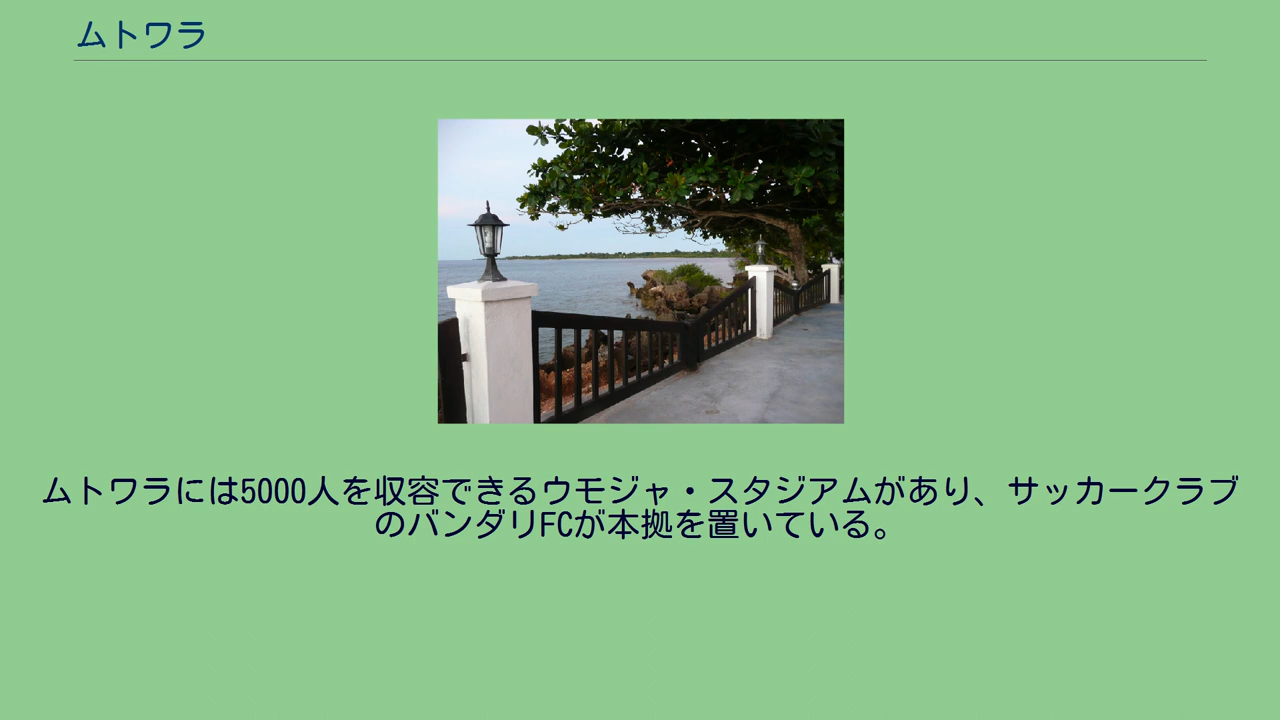 ムトワラ
ムトワラには5000人を収容できるウモジャ・スタジアムがあり、サッカークラブ
のバンダリFCが本拠を置いている。